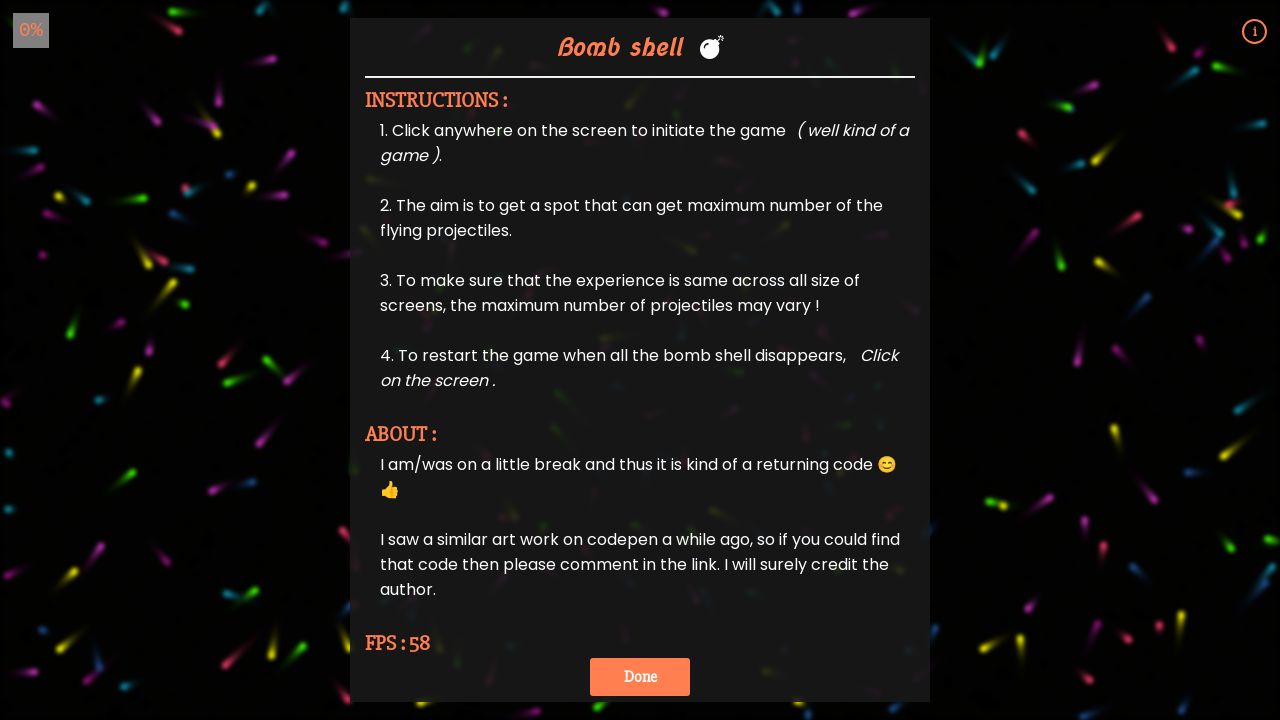 0%
i
Bomb shell 💣
INSTRUCTIONS :
1. Click anywhere on the screen to initiate the game ( well kind of a
game ).
2. The aim is to get a spot that can get maximum number of the
flying projectiles.
3. To make sure that the experience is same across all size of
screens, the maximum number of projectiles may vary !
4. To restart the game when all the bomb shell disappears, Click
on the screen .
ABOUT :
I am/was on a little break and thus it is kind of a returning code 😊
👍
I saw a similar art work on codepen a while ago, so if you could find
that code then please comment in the link. I will surely credit the
author.
FPS : 58
Done